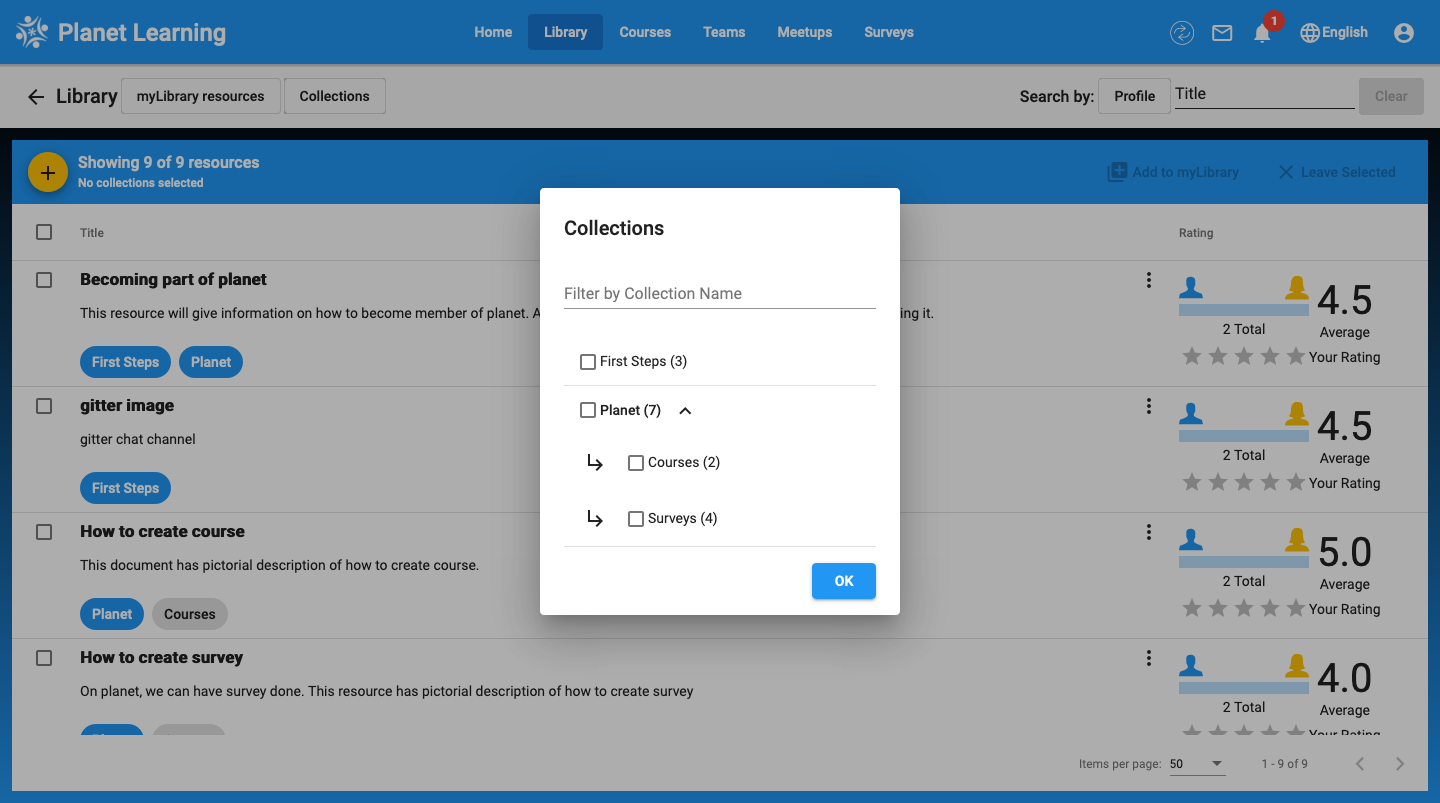 Planet Learning
Home Library Courses Teams Meetups Surveys
1
English
Library myLibrary resources Collections
Search by: Profile Title Clear
Showing 9 of 9 resources
No collections selected
Add to myLibrary Leave Selected
Title Rating
Becoming part of planet
This resource will give information on how to become member of planet. A
ng it.
First Steps Planet
2 Total
4.5
Average
Your Rating
gitter image
gitter chat channel
First Steps
2 Total
4.5
Average
Your Rating
How to create course
This document has pictorial description of how to create course.
Planet Courses
2 Total
5.0
Average
Your Rating
How to create survey
On planet, we can have survey done. This resource has pictorial description of how to create survey
2 Total
4.0
Average
Your Rating
Items per page: 50 1 - 9 of 9
Collections
Filter by Collection Name
First Steps (3)
Planet (7)
Courses (2)
Surveys (4)
OK